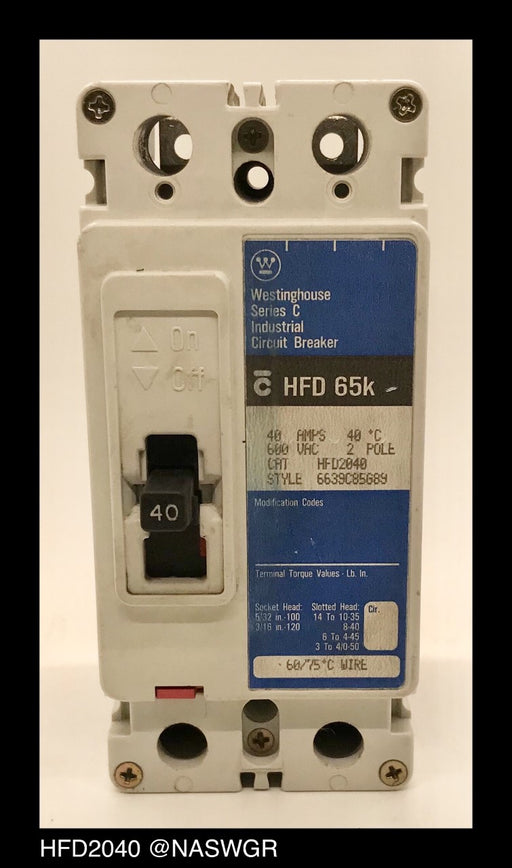 W
Westinghouse
Series C
Industrial
Circuit Breaker
On
Off
C HFD 65k
40 AMPS 40 °C
600 VAC 2 POLE
CAT HFD2040
STYLE 6639C85G89
40
Modification Codes
Terminal Torque Values - Lb. In.
Socket Head: Slotted Head: Cir.
5/32 in.-100 14 To 10-35
3/16 in.-120 8-40
6 To 4-45
3 To 4/0-50
60/75°C WIRE
HFD2040 @NASWGR